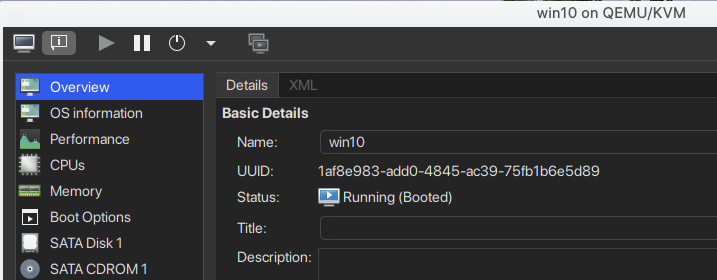 win10 on QEMU/KVM
Overview
OS information
Performance
CPUs
Memory
Boot Options
SATA Disk 1
SATA CDROM 1
Details XML
Basic Details
Name: win10
UUID: 1af8e983-add0-4845-ac39-75fb1b6e5d89
Status: Running (Booted)
Title:
Description: